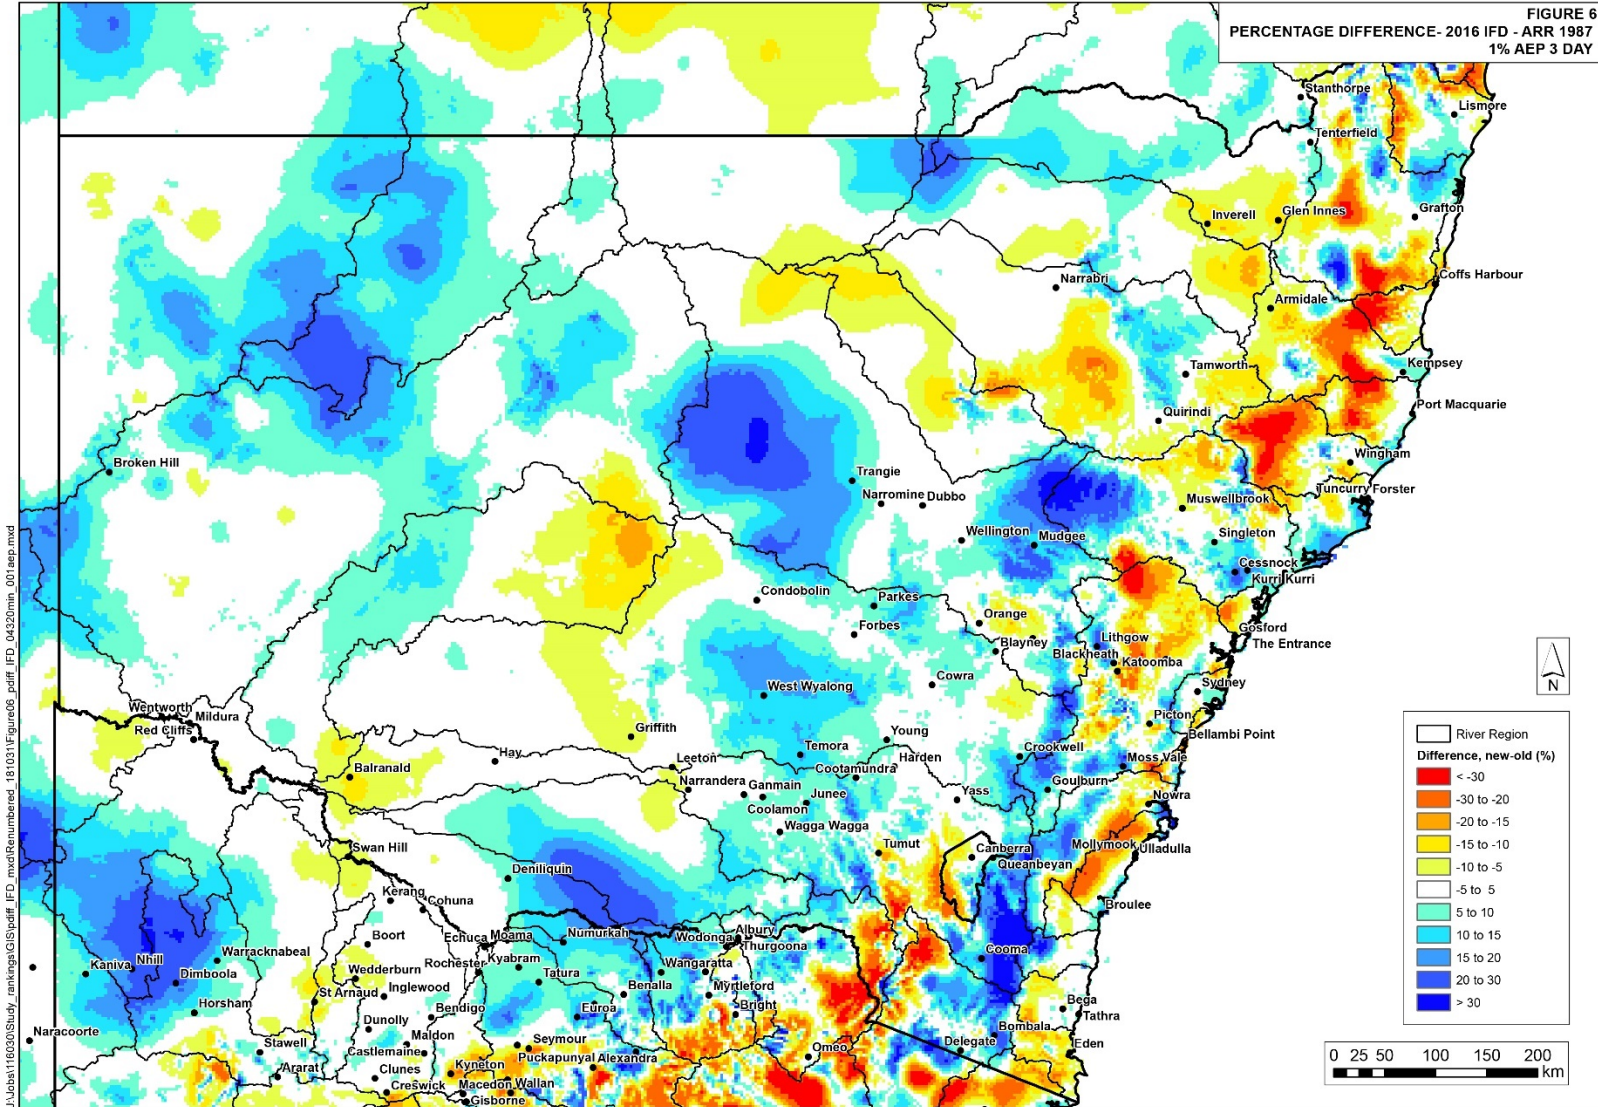 FIGURE 6
PERCENTAGE DIFFERENCE- 2016 IFD - ARR 1987
1% AEP 3 DAY
Stanthorpe
Lismore
Tenterfield
Inverell
Glen Innes
Grafton
Coffs Harbour
Narrabri
Armidale
Tamworth
Kempsey
Quirindi
Port Macquarie
Broken Hill
Wingham
Trangie
Narromine
Dubbo
Muswellbrook
Tuncurry
Forster
Wellington
Mudgee
Singleton
Cessnock
Kurri Kurri
Condobolin
Parkes
Orange
Forbes
Gosford
The Entrance
Blayney
Lithgow
Blackheath
Katoomba
Cowra
West Wyalong
Sydney
Wentworth
Mildura
Red Cliffs
Picton
Bellambi Point
Griffith
Young
Temora
Hay
Leeton
Harden
Crookwell
Moss Vale
Balranald
Cootamundra
Narrandera
Ganmain
Junee
Goulburn
Coolamon
Yass
Nowra
Wagga Wagga
Swan Hill
Tumut
Canberra
Mollymook
Ulladulla
Queanbeyan
Deniliquin
Kerang
Cohuna
Broulee
Boort
Echuca
Moama
Numurkah
Albury
Wodonga
Thurgoona
Cooma
Warracknabeal
Kaniva
Nhill
Rochester
Kyabram
Wangaratta
Dimboola
Wedderburn
Tatura
Inglewood
Benalla
Myrtleford
St Arnaud
Horsham
Bendigo
Euroa
Bright
Bega
Tathra
Dunolly
Naracoorte
Maldon
Seymour
Bombala
Stawell
Castlemaine
Puckapunyal
Alexandra
Omeo
Delegate
Eden
Ararat
Clunes
Kyneton
Creswick
Macedon
Wallan
Gisborne
N
River Region
Difference, new-old (%)
< -30
-30 to -20
-20 to -15
-15 to -10
-10 to -5
-5 to 5
5 to 10
10 to 15
15 to 20
20 to 30
> 30
0 25 50 100 150 200
km
J:\Jobs\116030\Study_rankings\GIS\pdiff_IFD_mxd\Renumbered_181031\Figure06_pdiff_IFD_04320min_001aep.mxd